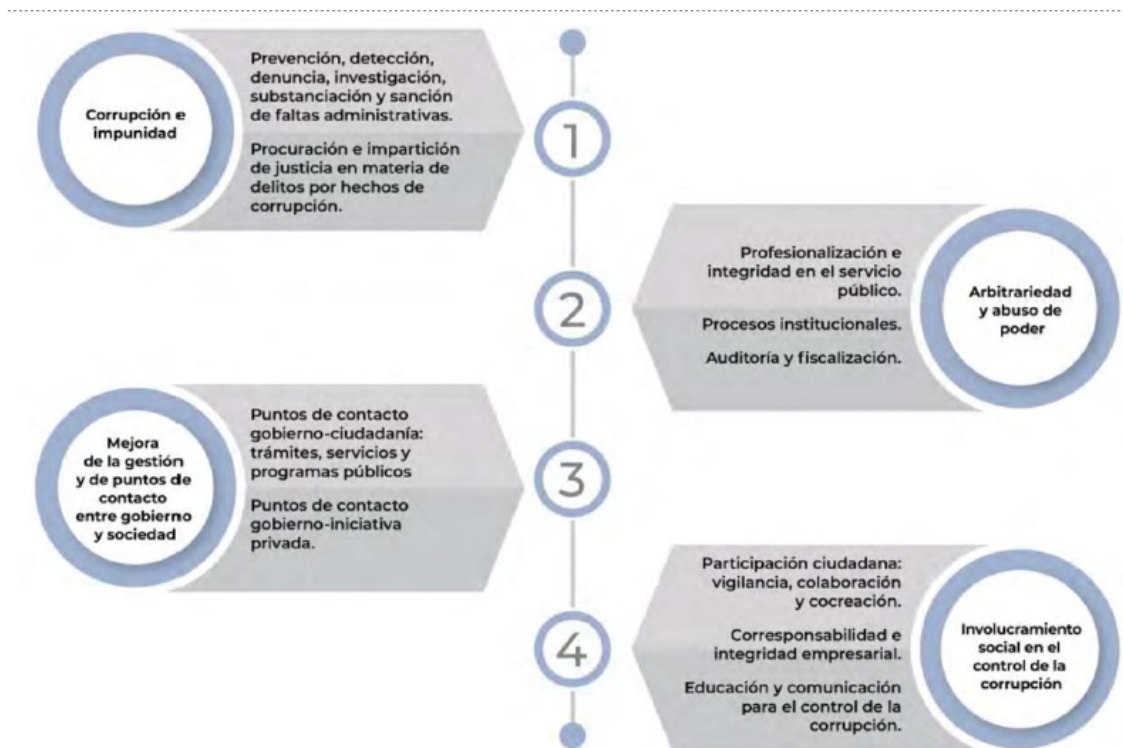 Corrupción e
impunidad
Prevención, detección,
denuncia, investigación,
substanciación y sanción
de faltas administrativas.
Procuración e impartición
de justicia en materia de
delitos por hechos de
corrupción.
1
2
Profesionalización e
integridad en el servicio
público.
Procesos institucionales.
Auditoría y fiscalización.
Arbitrariedad
y abuso de
poder
Mejora
de la gestión
y de puntos de
contacto
entre gobierno
y sociedad
Puntos de contacto
gobierno-ciudadanía:
trámites, servicios y
programas públicos
Puntos de contacto
gobierno-iniciativa
privada.
3
4
Participación ciudadana:
vigilancia, colaboración
y cocreación.
Corresponsabilidad e
integridad empresarial.
Educación y comunicación
para el control de la
corrupción.
Involucramiento
social en el
control de la
corrupción